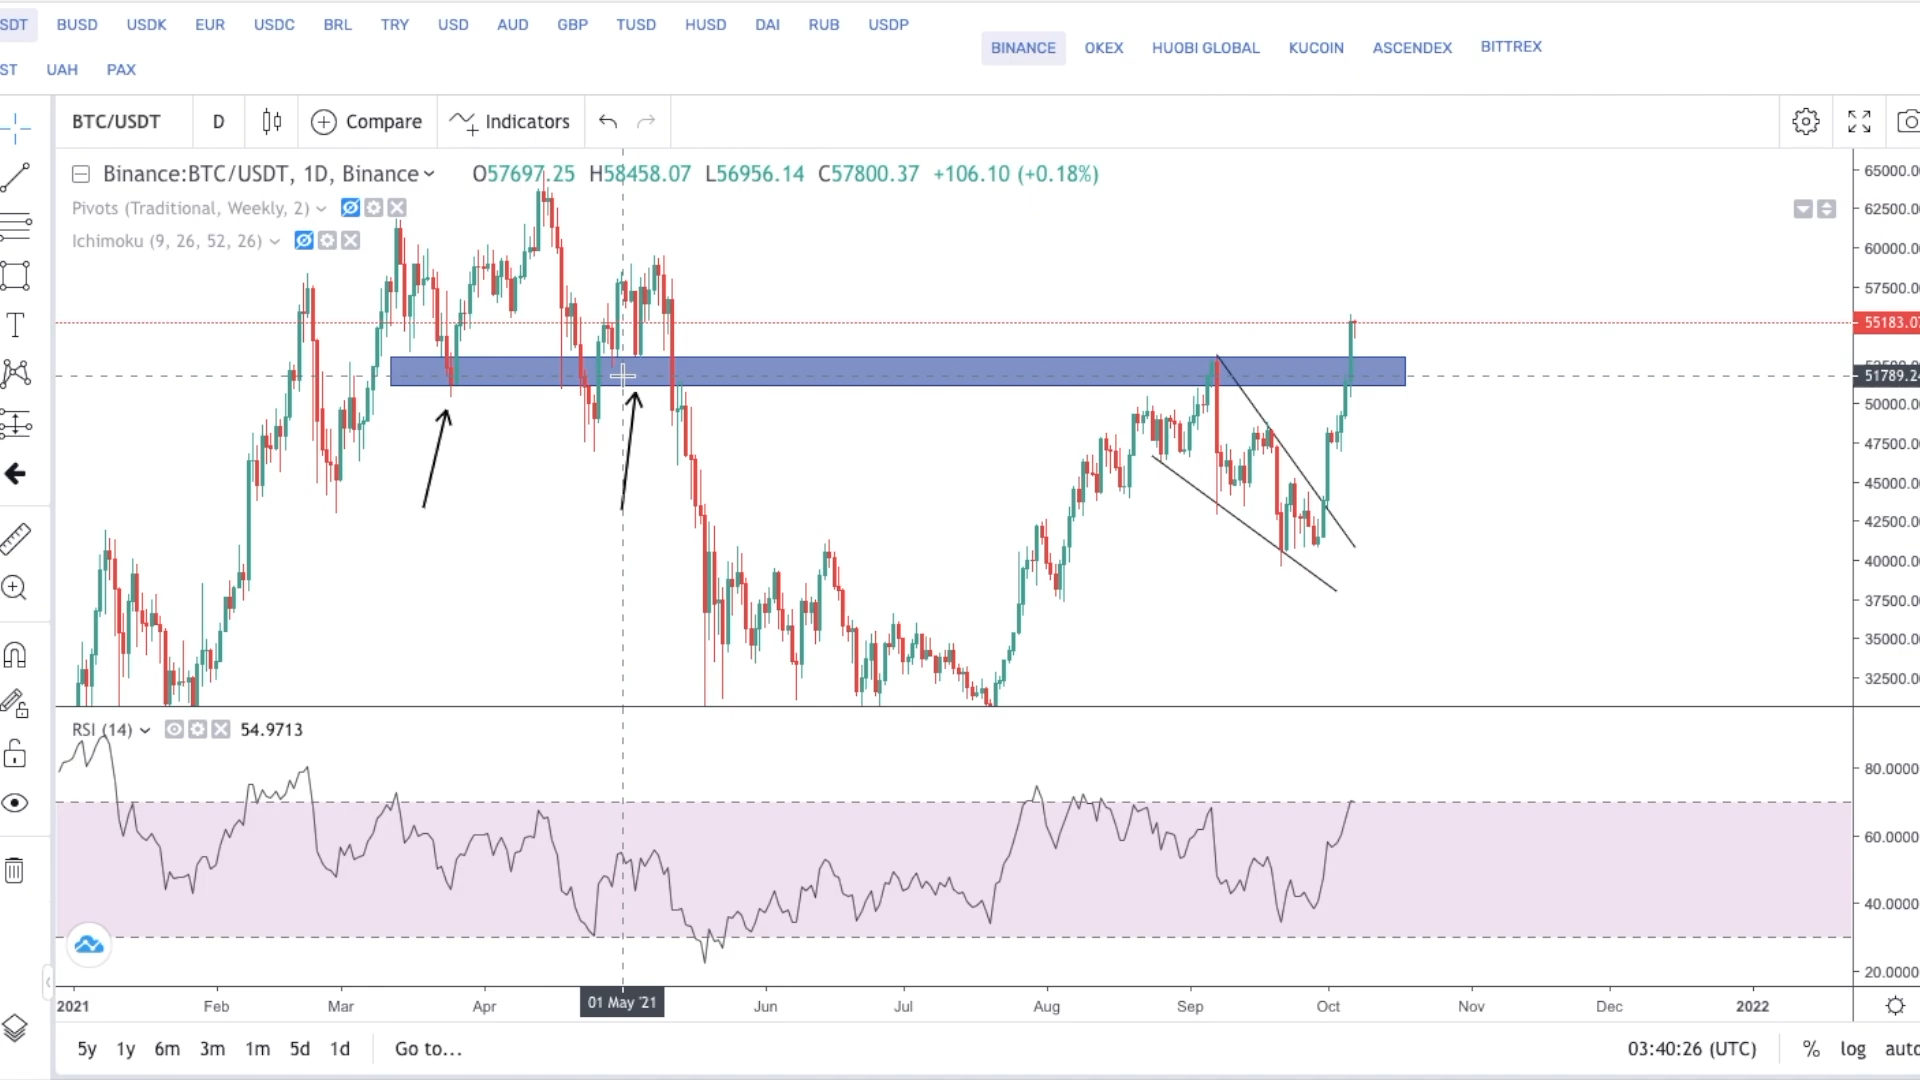 SDT BUSD USDK EUR USDC BRL TRY USD AUD GBP TUSD HUSD DAI RUB USDP
BINANCE OKEX HUOBI GLOBAL KUCOIN ASCENDEX BITTREX
ST UAH PAX
BTC/USDT D Compare Indicators
Binance:BTC/USDT, 1D, Binance O57697.25 H58458.07 L56956.14 C57800.37 +106.10 (+0.18%)
Pivots (Traditional, Weekly, 2)
Ichimoku (9, 26, 52, 26)
65000.0
62500.0
60000.0
57500.0
55183.07
51789.24
50000.0
47500.0
45000.0
42500.0
40000.0
37500.0
35000.0
32500.0
RSI (14) 54.9713
80.0000
60.0000
40.0000
20.0000
2021 Feb Mar Apr 01 May '21 Jun Jul Aug Sep Oct Nov Dec 2022
5y 1y 6m 3m 1m 5d 1d Go to... 03:40:26 (UTC) % log auto